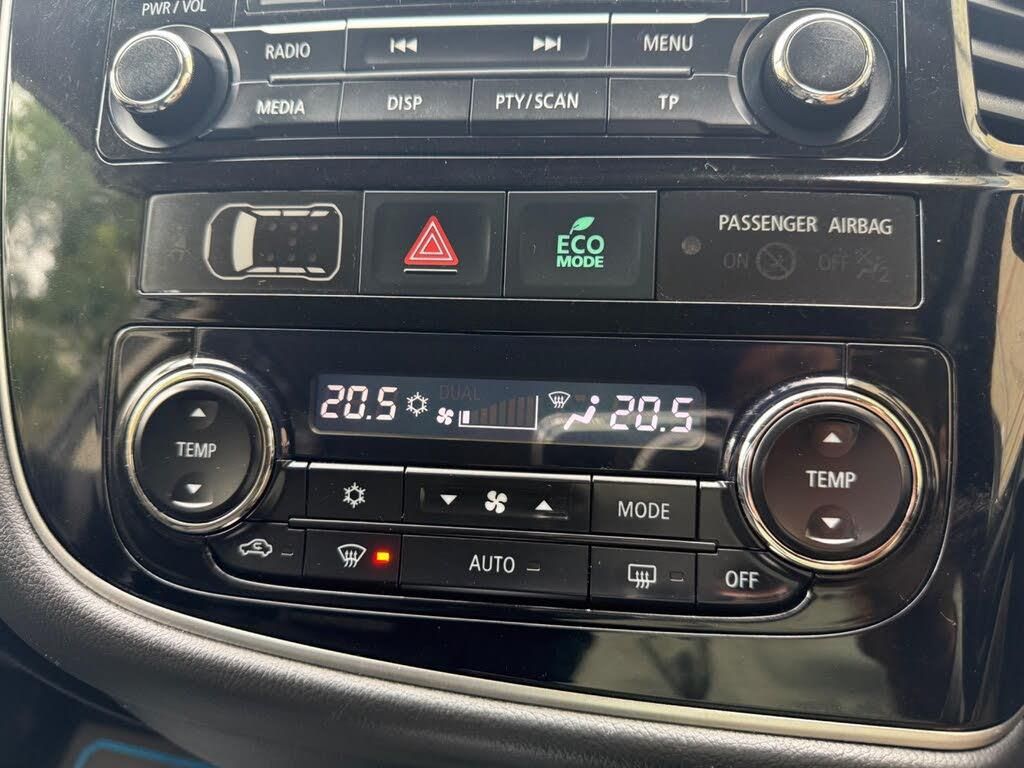 PWR / VOL
RADIO
MENU
MEDIA
DISP
PTY/SCAN
TP
ECO
MODE
PASSENGER AIRBAG
ON
OFF
2
20.5
DUAL
20.5
TEMP
TEMP
MODE
AUTO
OFF